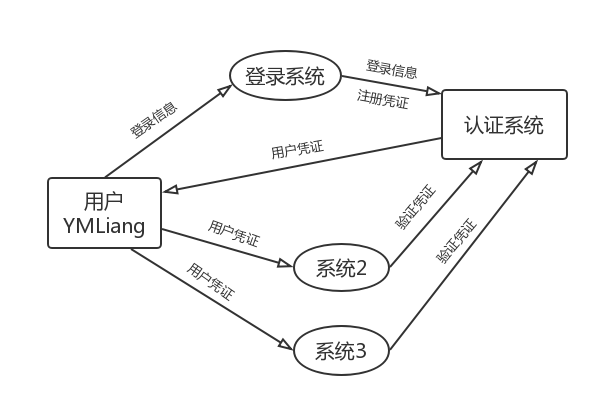 登录系统
登录信息
注册凭证
登录信息
认证系统
用户凭证
用户
YMLiang
用户凭证
验证凭证
系统2
用户凭证
验证凭证
系统3